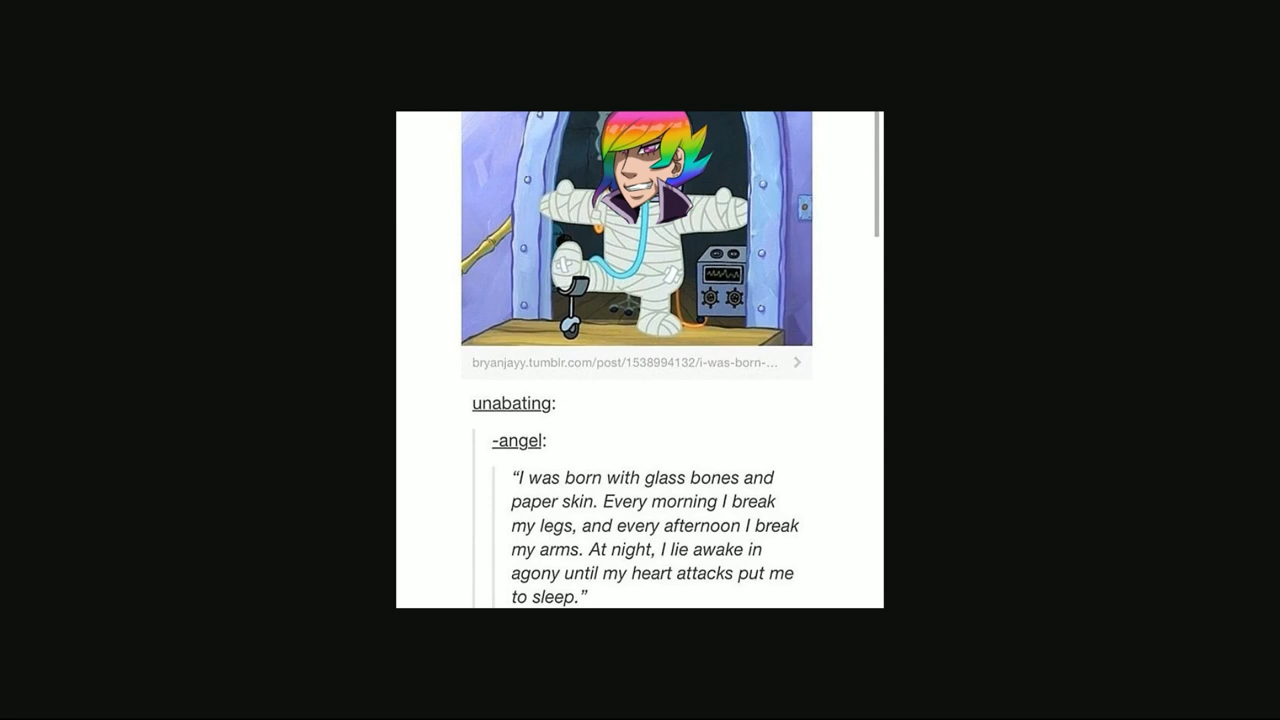 bryanjayy.tumblr.com/post/1538994132/i-was-born-...
unabating:
-angel:
“I was born with glass bones and
paper skin. Every morning I break
my legs, and every afternoon I break
my arms. At night, I lie awake in
agony until my heart attacks put me
to sleep.”